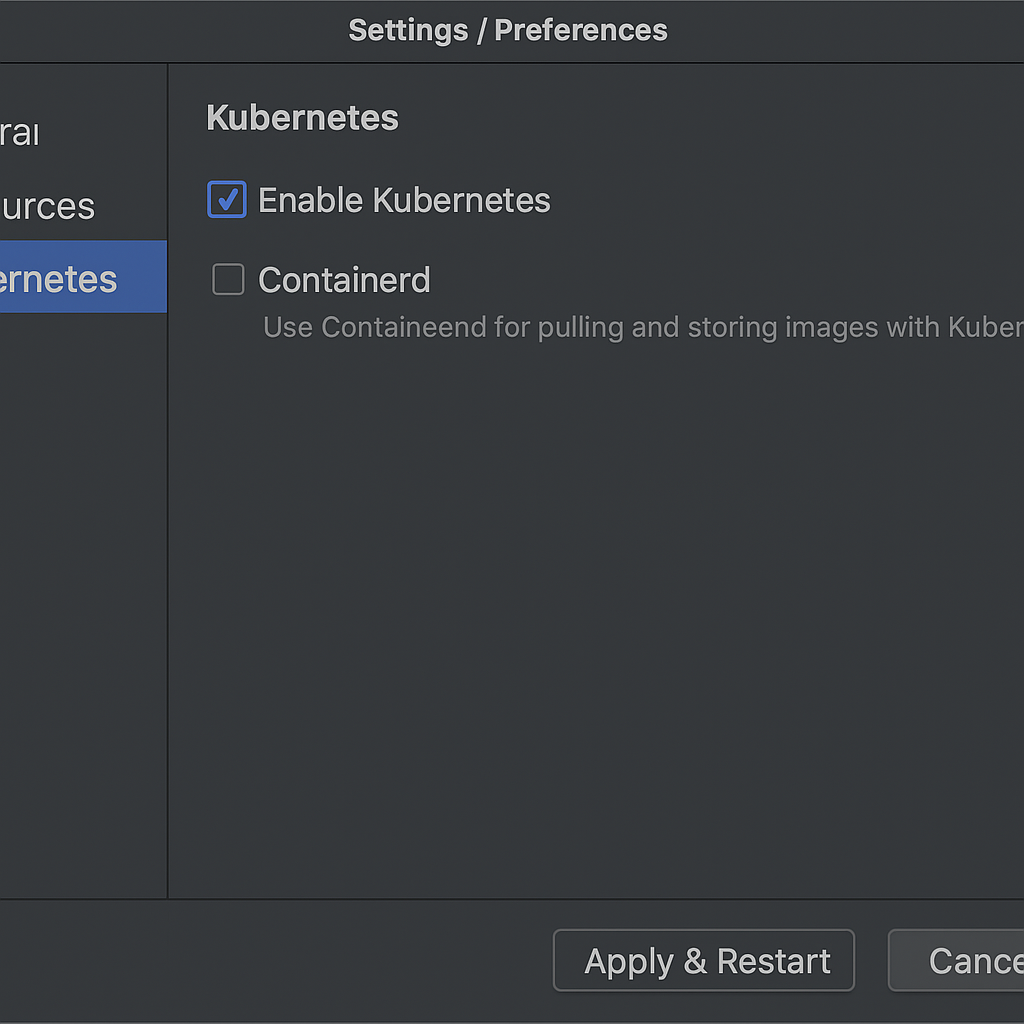 Settings / Preferences
urces
ernetes
Kubernetes
Enable Kubernetes
Containerd
Use Containeend for pulling and storing images with Kuber
Apply & Restart
Cance